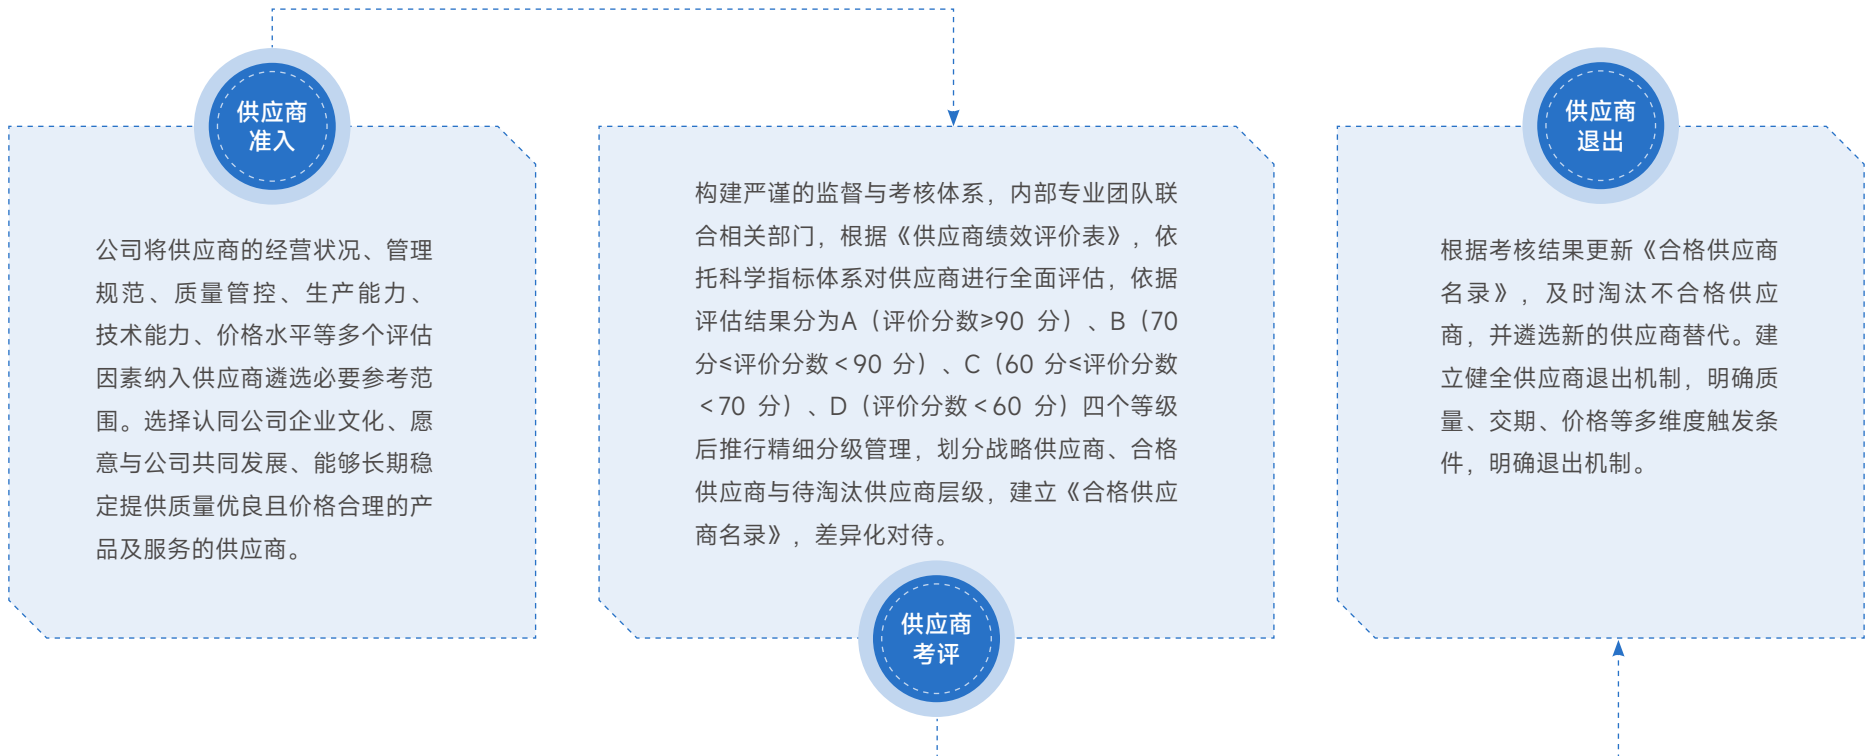 供应商
准入
公司将供应商的经营状况、管理
规范、质量管控、生产能力、
技术能力、价格水平等多个评估
因素纳入供应商遴选必要参考范
围。选择认同公司企业文化、愿
意与公司共同发展、能够长期稳
定提供质量优良且价格合理的产
品及服务的供应商。
构建严谨的监督与考核体系，内部专业团队联
合相关部门，根据《供应商绩效评价表》，依
托科学指标体系对供应商进行全面评估，依据
评估结果分为A（评价分数≥90 分）、B（70
分≤评价分数＜90 分）、C（60 分≤评价分数
＜70 分）、D（评价分数＜60 分）四个等级
后推行精细分级管理，划分战略供应商、合格
供应商与待淘汰供应商层级，建立《合格供应
商名录》，差异化对待。
供应商
考评
供应商
退出
根据考核结果更新《合格供应商
名录》，及时淘汰不合格供应
商，并遴选新的供应商替代。建
立健全供应商退出机制，明确质
量、交期、价格等多维度触发条
件，明确退出机制。